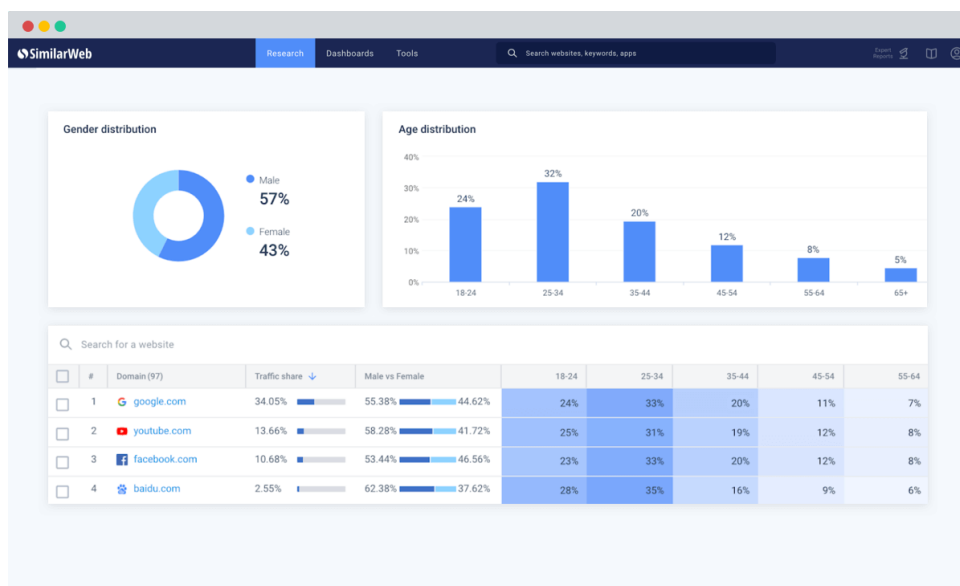 SimilarWeb
Research Dashboards Tools Search websites, keywords, apps Expert
Reports
Gender distribution
Male
57%
Female
43%
Age distribution
40%
30%
20%
10%
0%
24% 32% 20% 12% 8% 5%
18-24 25-34 35-44 45-54 55-64 65+
Search for a website
# Domain (97) Traffic share Male vs Female 18-24 25-34 35-44 45-54 55-64
1 google.com 34.05% 55.38% 44.62% 24% 33% 20% 11% 7%
2 youtube.com 13.66% 58.28% 41.72% 25% 31% 19% 12% 8%
3 facebook.com 10.68% 53.44% 46.56% 23% 33% 20% 12% 8%
4 baidu.com 2.55% 62.38% 37.62% 28% 35% 16% 9% 6%